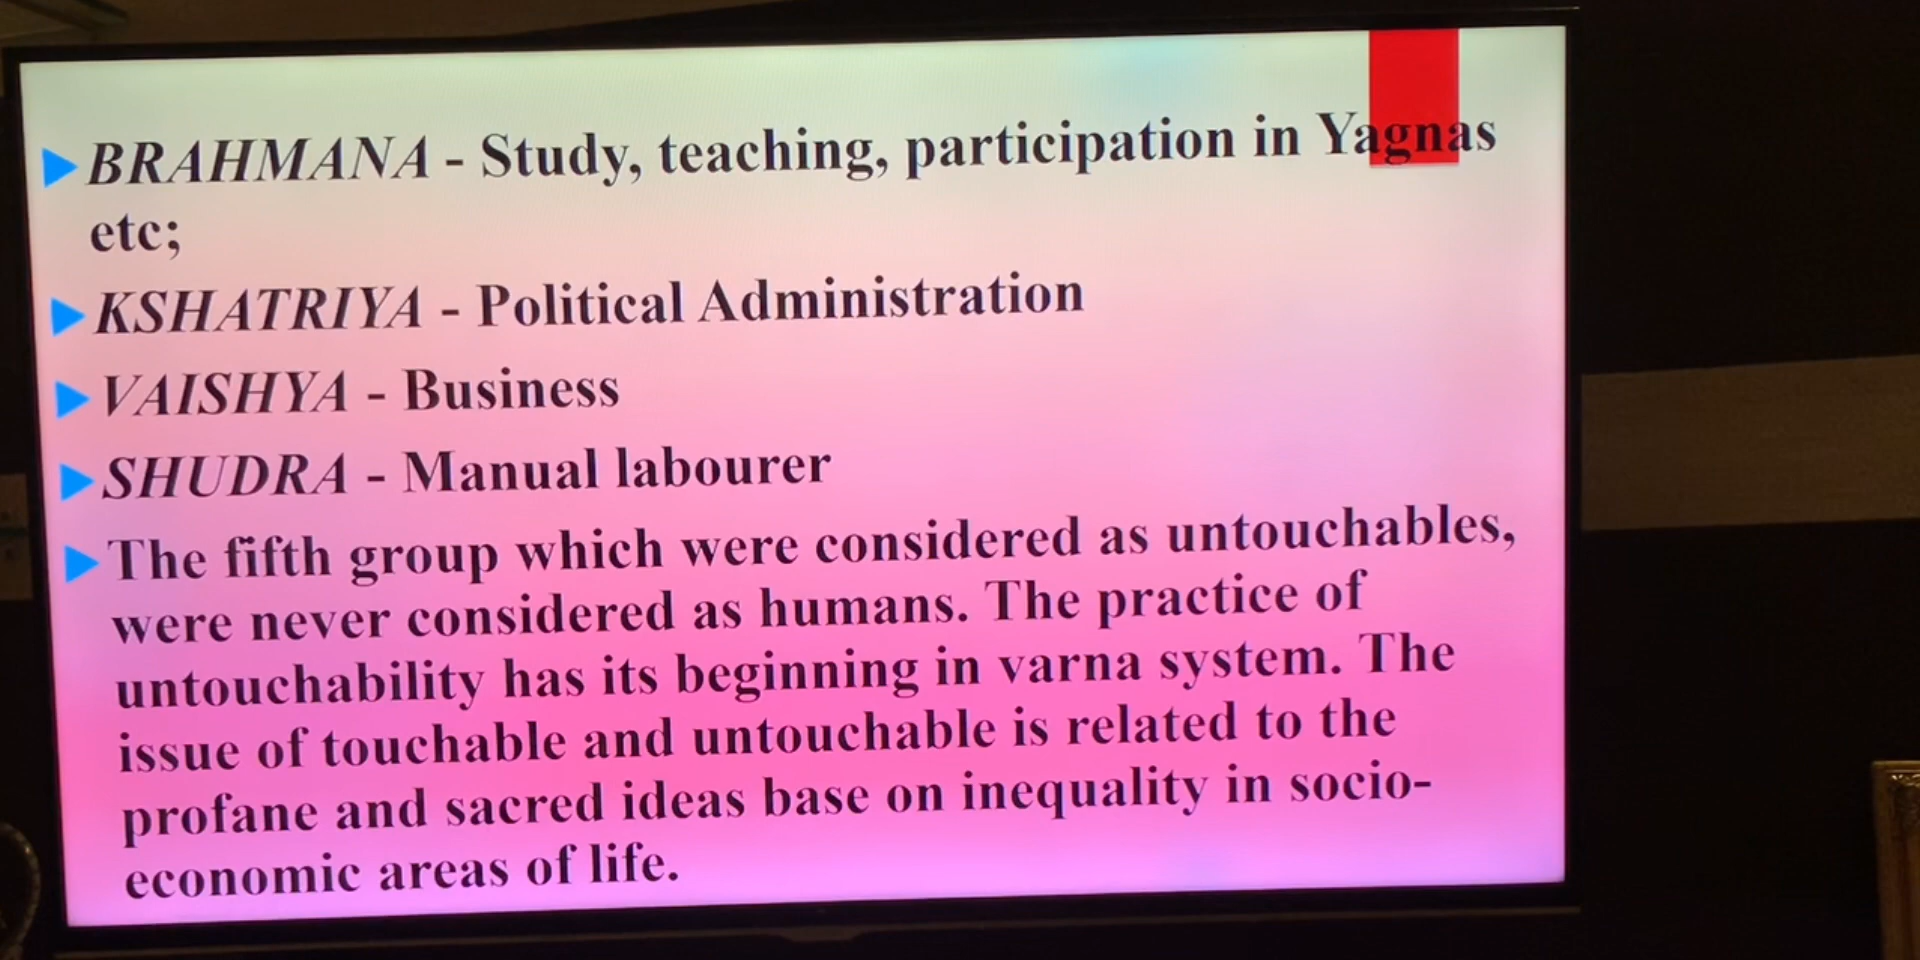 BRAHMANA - Study, teaching, participation in Yagnas
etc;
KSHATRIYA - Political Administration
VAISHYA - Business
SHUDRA - Manual labourer
The fifth group which were considered as untouchables,
were never considered as humans. The practice of
untouchability has its beginning in varna system. The
issue of touchable and untouchable is related to the
profane and sacred ideas base on inequality in socio-
economic areas of life.